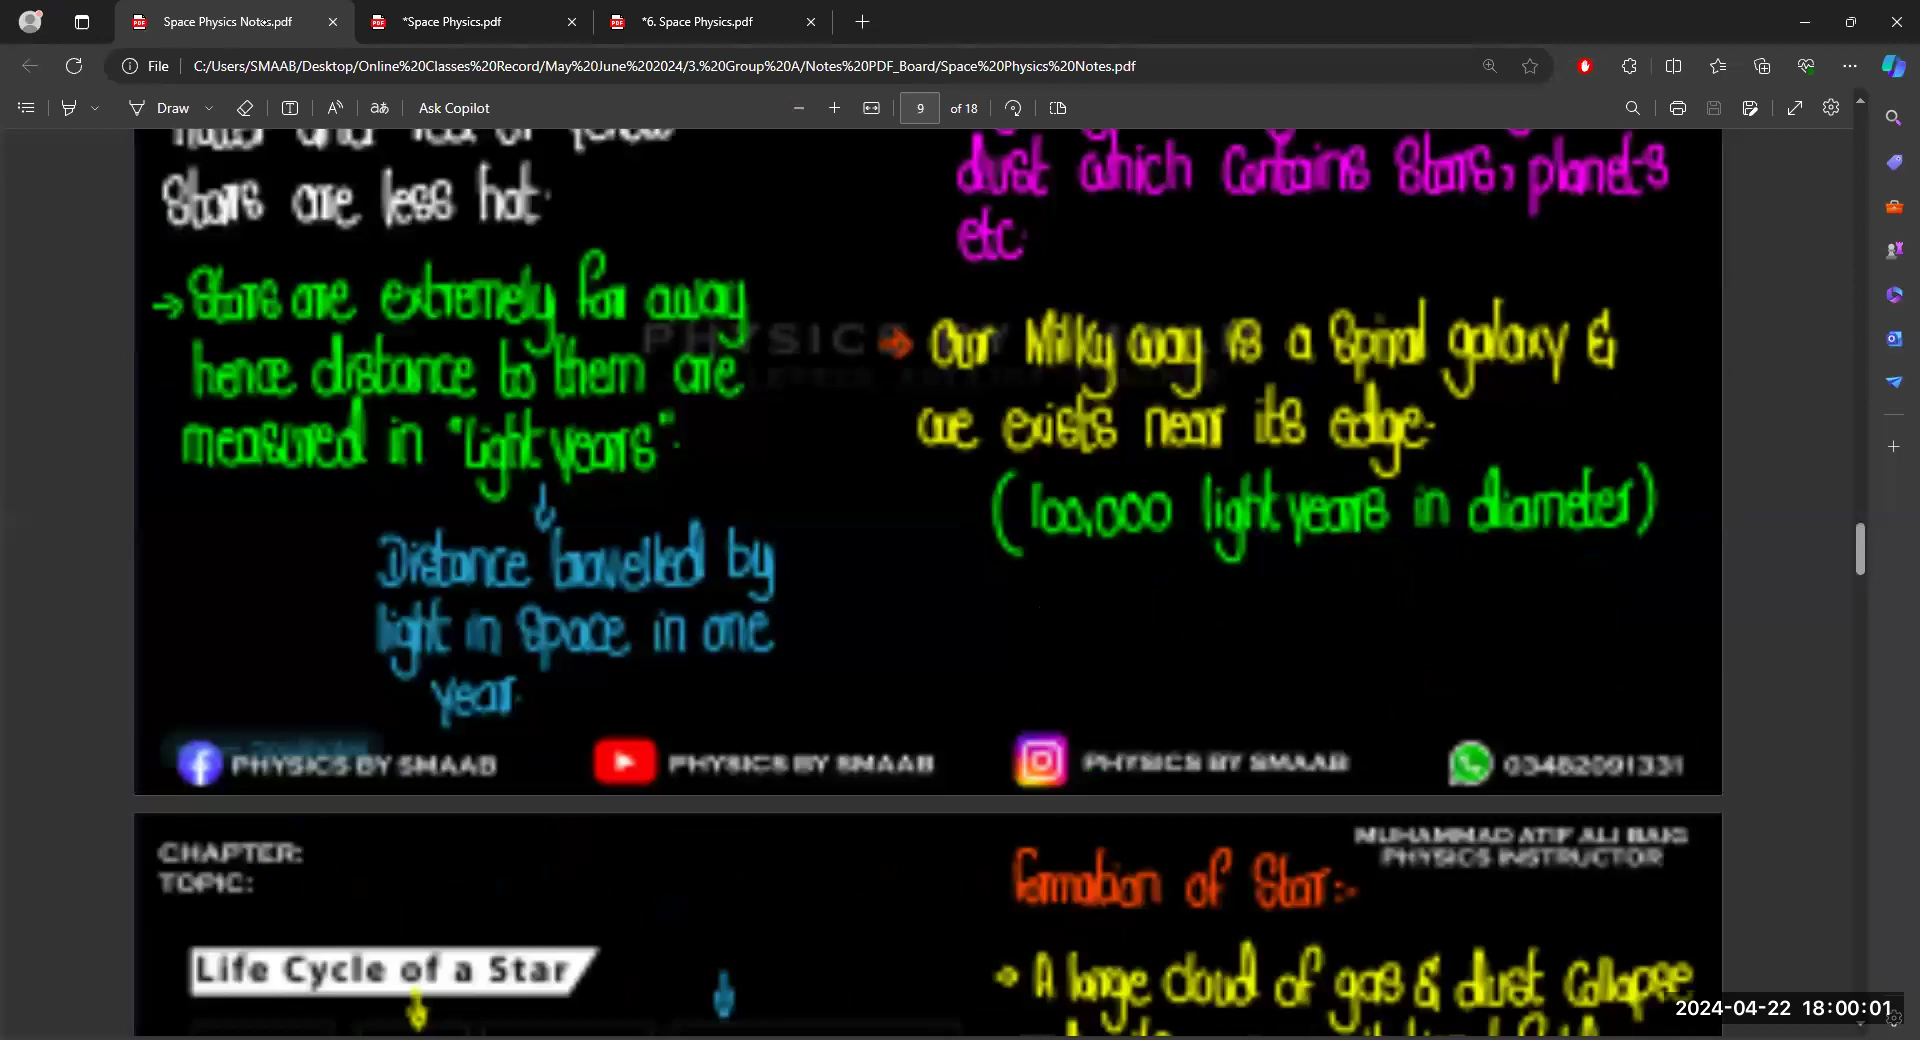 Space Physics Notes.pdf
*Space Physics.pdf
*6. Space Physics.pdf
File
C:/Users/SMAAB/Desktop/Online%20Classes%20Record/May%20June%202024/3.%20Group%20A/Notes%20PDF_Board/Space%20Physics%20Notes.pdf
Draw
Ask Copilot
9 of 18
Stars are less hot.
→ Stars are extremely far away
hence distance to them are
measured in "Light years".
Distance travelled by
light in space in one
year.
dust which contains stars, planets
etc.
→ Our Milky way is a Spiral galaxy &
are exists near its edge.
(100,000 light years in diameter)
PHYSICS BY
PHYSICS BY SMAAB
PHYSICS BY SMAAB
PHYSICS BY SMAAB
03482091331
CHAPTER:
TOPIC:
MUHAMMAD ATIF ALI BAIG
PHYSICS INSTRUCTOR
Life Cycle of a Star
Formation of Star:-
A large cloud of gas & dust collapse
2024-04-22 18:00:01